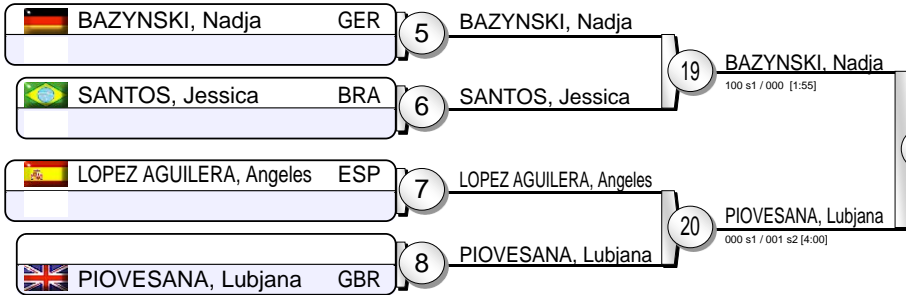 BAZYNSKI, Nadja GER 5 BAZYNSKI, Nadja
19 BAZYNSKI, Nadja
100 s1 / 000 [1:55]
SANTOS, Jessica BRA 6 SANTOS, Jessica
LOPEZ AGUILERA, Angeles ESP 7 LOPEZ AGUILERA, Angeles
20 PIOVESANA, Lubjana
000 s1 / 001 s2 [4:00]
PIOVESANA, Lubjana GBR 8 PIOVESANA, Lubjana